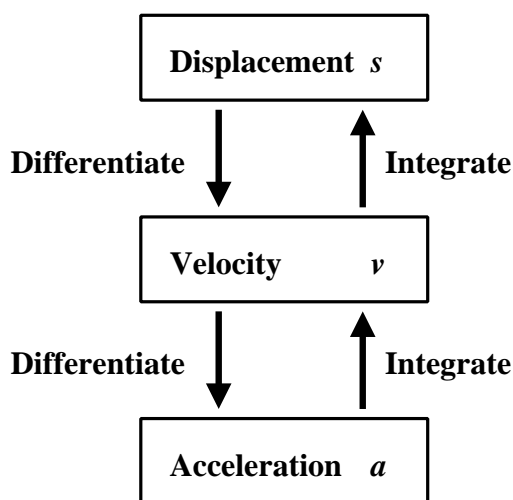 Displacement s
Differentiate Integrate
Velocity v
Differentiate Integrate
Acceleration a